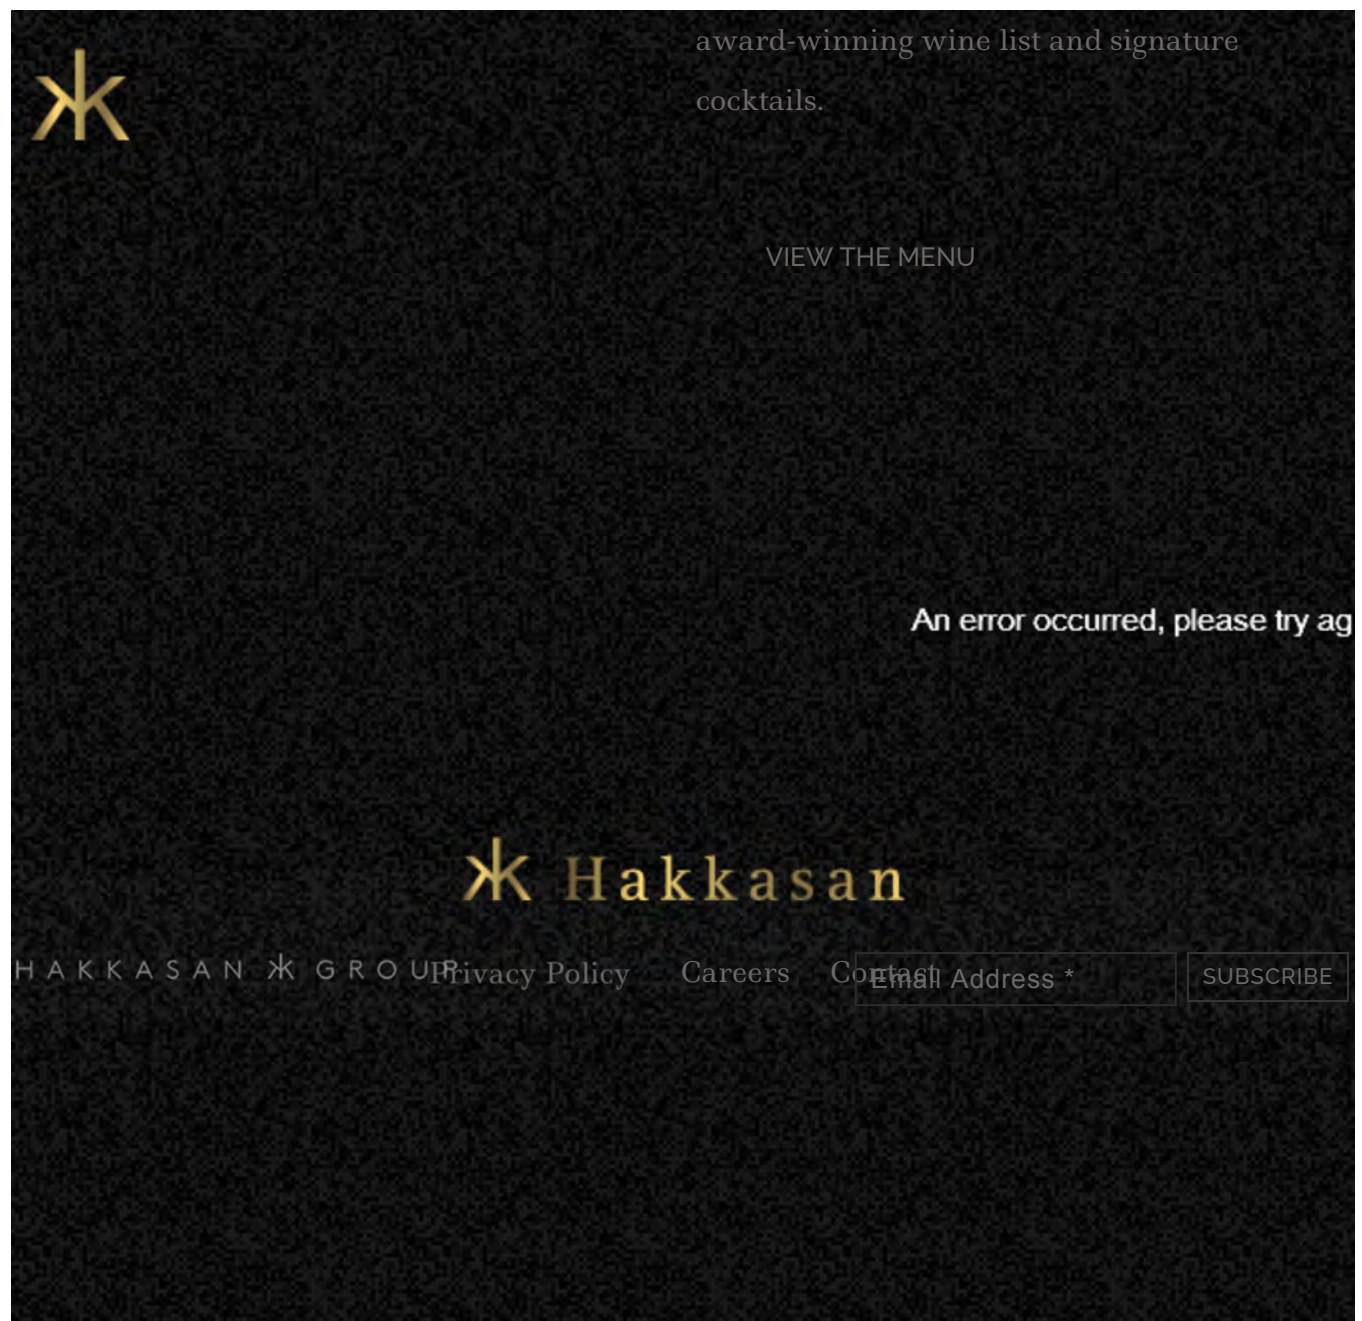 award-winning wine list and signature
cocktails.
VIEW THE MENU
An error occurred, please try ag
Hakkasan
HAKKASAN GROUP
Privacy Policy
Careers
Contact
Email Address *
SUBSCRIBE